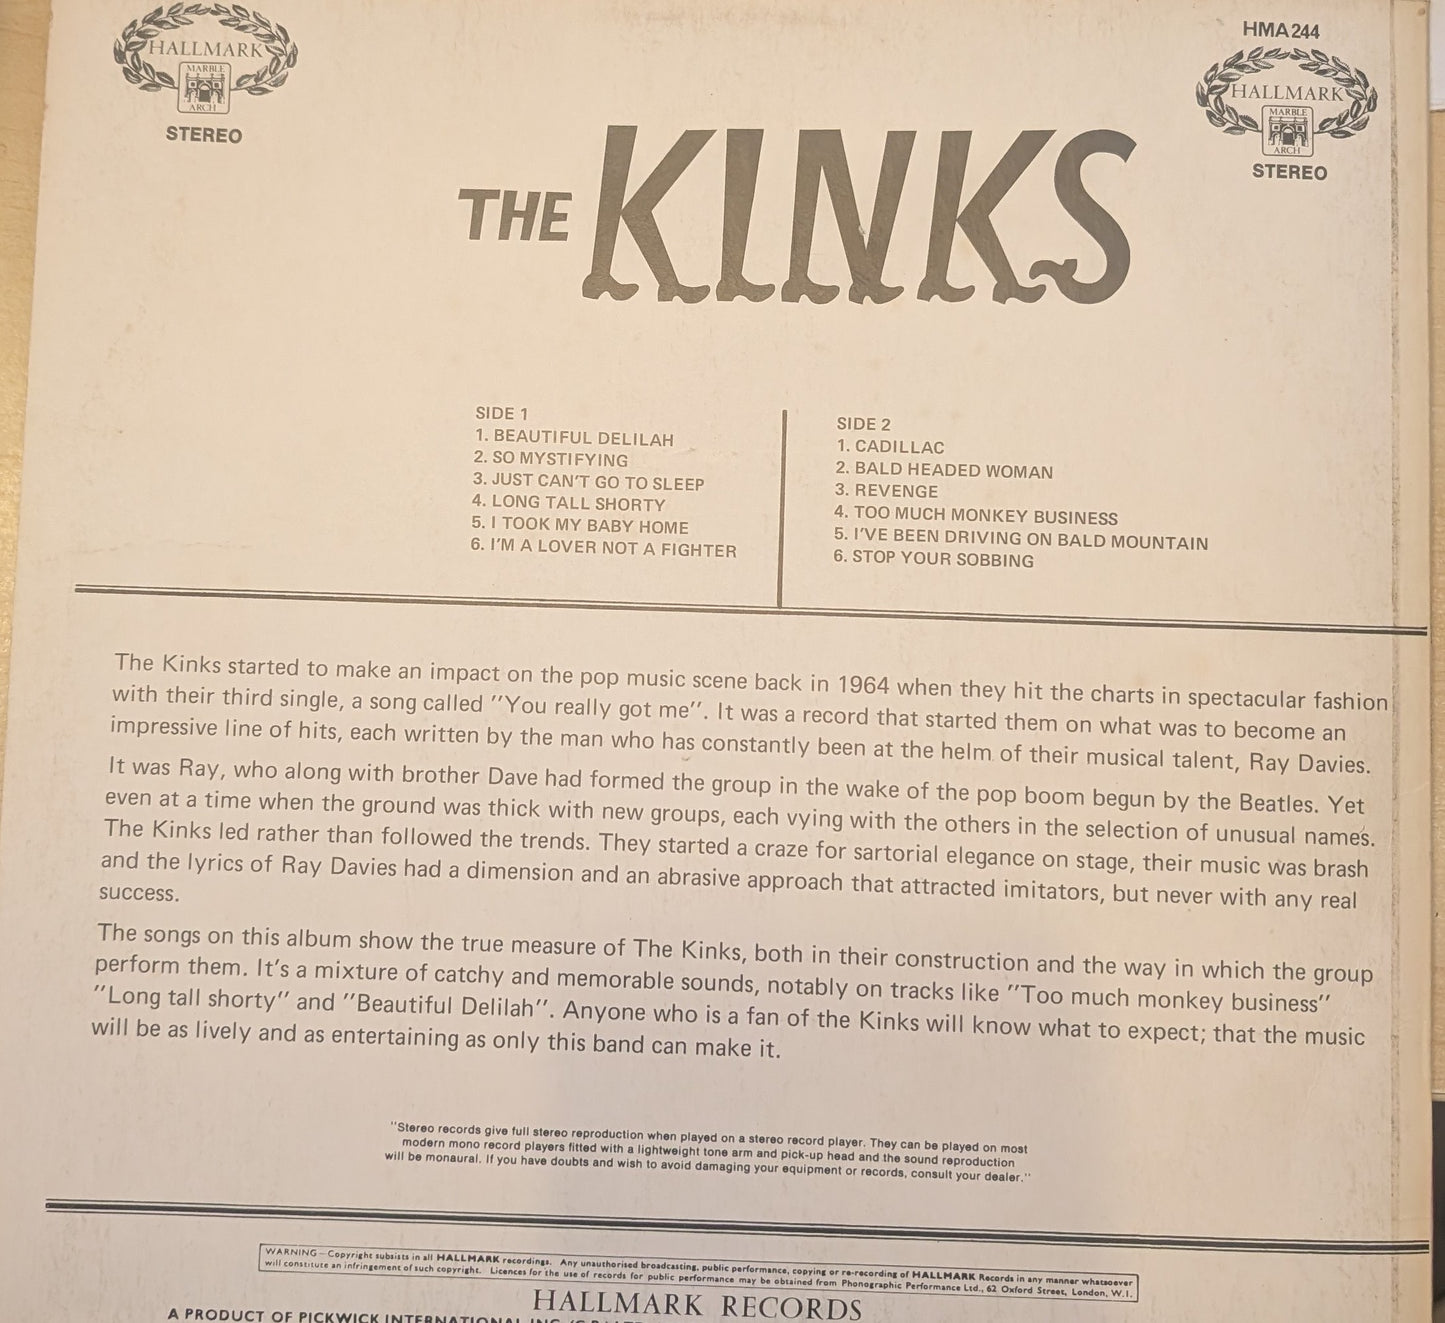 HALLMARK
MARBLE
ARCH
STEREO
HMA 244
HALLMARK
MARBLE
ARCH
STEREO
THE KINKS
SIDE 1
1. BEAUTIFUL DELILAH
2. SO MYSTIFYING
3. JUST CAN'T GO TO SLEEP
4. LONG TALL SHORTY
5. I TOOK MY BABY HOME
6. I'M A LOVER NOT A FIGHTER
SIDE 2
1. CADILLAC
2. BALD HEADED WOMAN
3. REVENGE
4. TOO MUCH MONKEY BUSINESS
5. I'VE BEEN DRIVING ON BALD MOUNTAIN
6. STOP YOUR SOBBING
The Kinks started to make an impact on the pop music scene back in 1964 when they hit the charts in spectacular fashion
with their third single, a song called "You really got me". It was a record that started them on what was to become an
impressive line of hits, each written by the man who has constantly been at the helm of their musical talent, Ray Davies.
It was Ray, who along with brother Dave had formed the group in the wake of the pop boom begun by the Beatles. Yet
even at a time when the ground was thick with new groups, each vying with the others in the selection of unusual names.
The Kinks led rather than followed the trends. They started a craze for sartorial elegance on stage, their music was brash
and the lyrics of Ray Davies had a dimension and an abrasive approach that attracted imitators, but never with any real
success.
The songs on this album show the true measure of The Kinks, both in their construction and the way in which the group
perform them. It's a mixture of catchy and memorable sounds, notably on tracks like "Too much monkey business"
"Long tall shorty" and "Beautiful Delilah". Anyone who is a fan of the Kinks will know what to expect; that the music
will be as lively and as entertaining as only this band can make it.
"Stereo records give full stereo reproduction when played on a stereo record player. They can be played on most
modern mono record players fitted with a lightweight tone arm and pick-up head and the sound reproduction
will be monaural. If you have doubts and wish to avoid damaging your equipment or records, consult your dealer."
WARNING—Copyright subsists in all HALLMARK recordings. Any unauthorised broadcasting, public performance, copying or re-recording of HALLMARK Records in any manner whatsoever
will constitute an infringement of such copyright. Licences for the use of records for public performance may be obtained from Phonographic Performance Ltd., 62 Oxford Street, London, W.1.
HALLMARK RECORDS
A PRODUCT OF PICKWICK INTERNATIONAL INC.